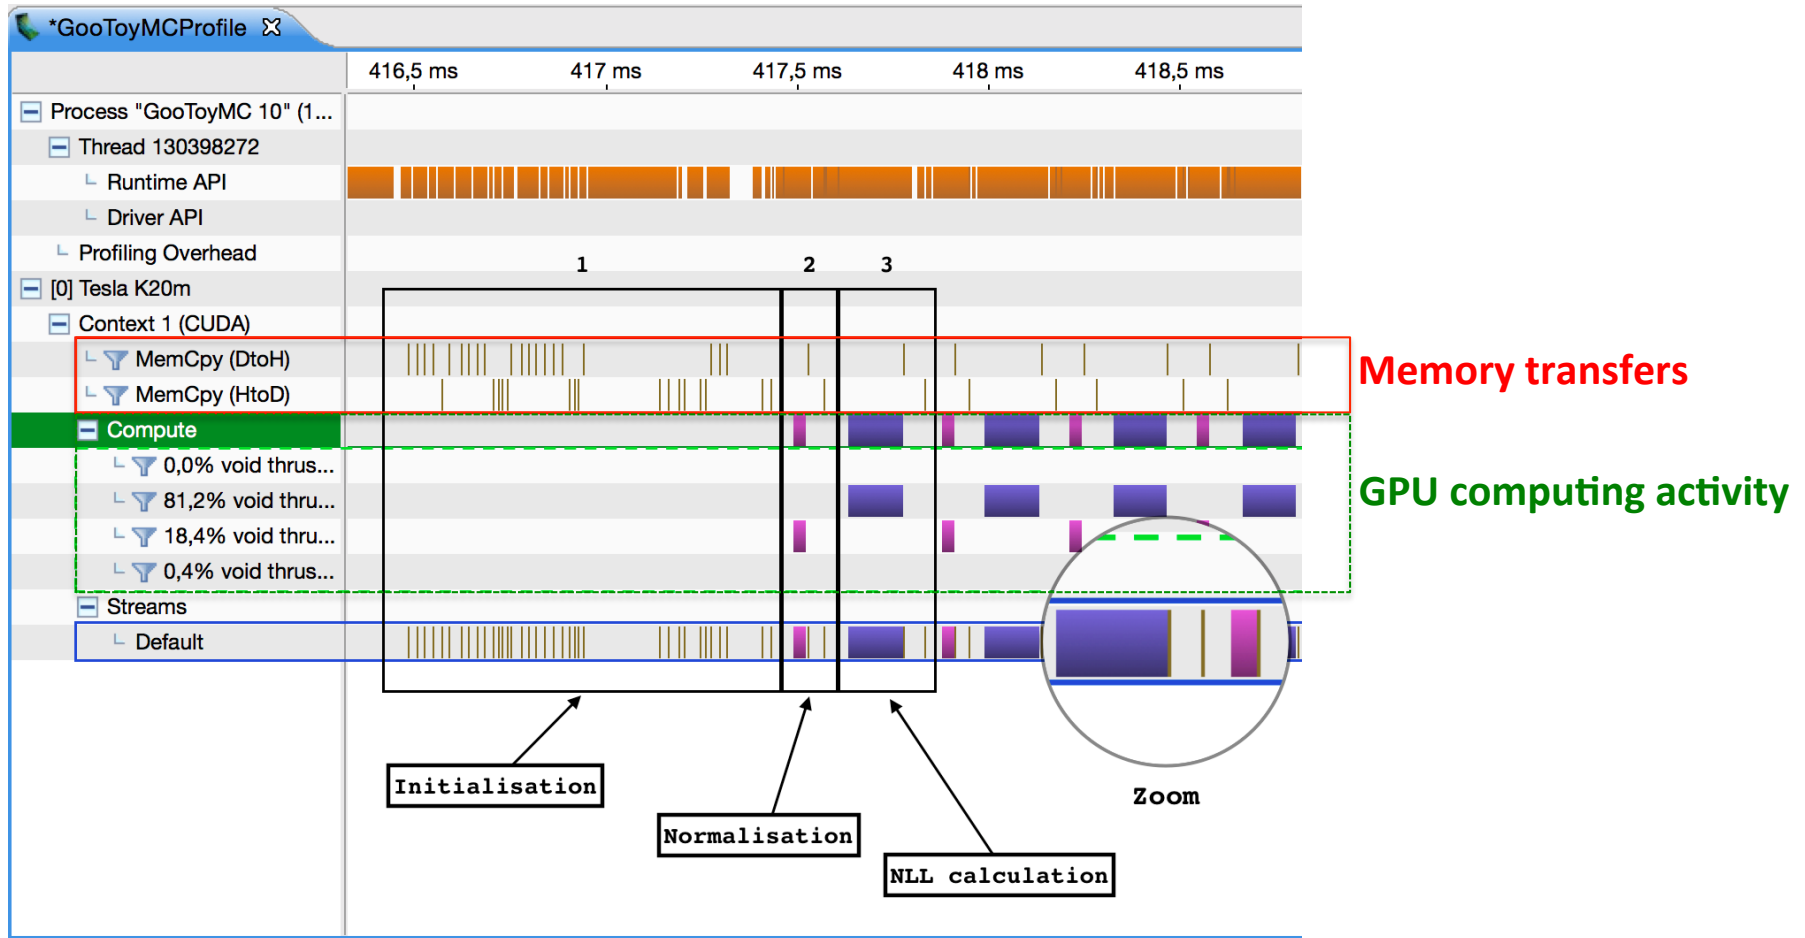 *GooToyMCProfile
416,5 ms 417 ms 417,5 ms 418 ms 418,5 ms
Process "GooToyMC 10" (1...
Thread 130398272
Runtime API
Driver API
Profiling Overhead
1 2 3
[0] Tesla K20m
Context 1 (CUDA)
MemCpy (DtoH)
Memory transfers
MemCpy (HtoD)
Compute
0,0% void thrus...
GPU computing activity
81,2% void thru...
18,4% void thru...
0,4% void thrus...
Streams
Default
Initialisation
Zoom
Normalisation
NLL calculation